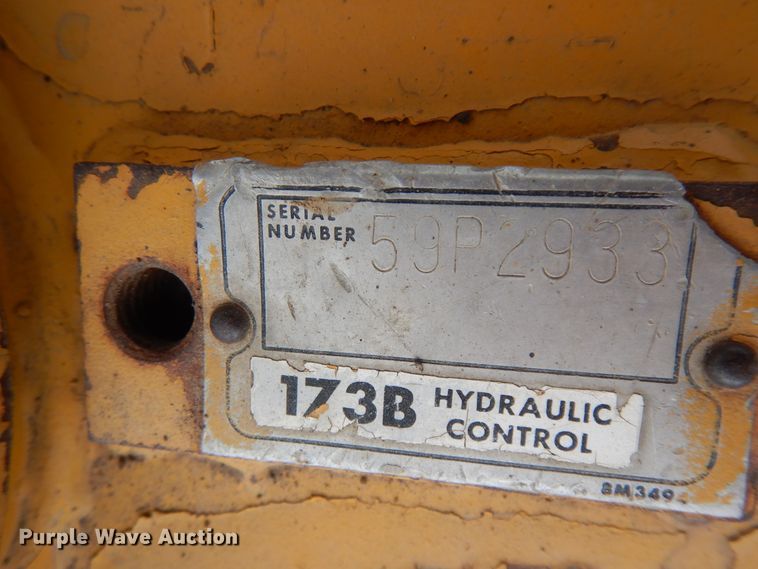 SERIAL
NUMBER
59P2933
173B
HYDRAULIC
CONTROL
8M349
Purple Wave Auction